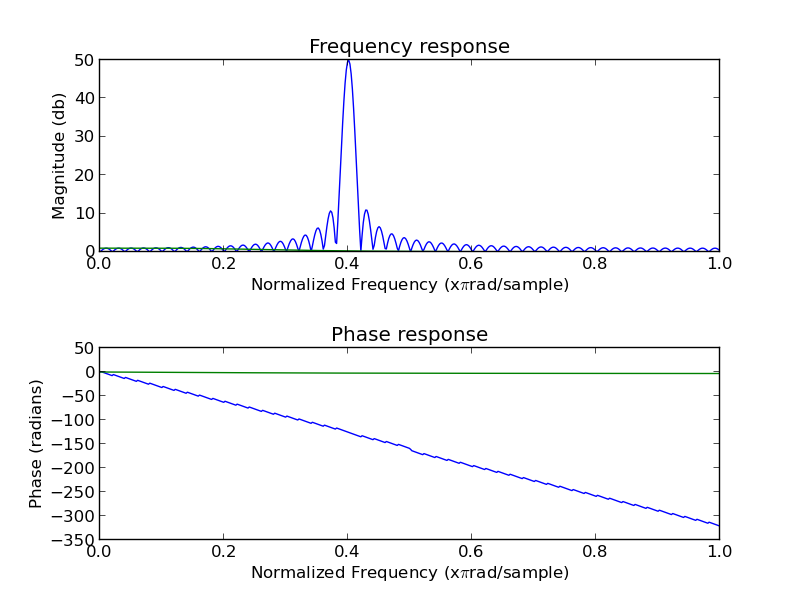 Frequency response
Magnitude (db)
50
40
30
20
10
0
0.0 0.2 0.4 0.6 0.8 1.0
Normalized Frequency (xπrad/sample)
Phase response
Phase (radians)
50
0
−50
−100
−150
−200
−250
−300
−350
0.0 0.2 0.4 0.6 0.8 1.0
Normalized Frequency (xπrad/sample)